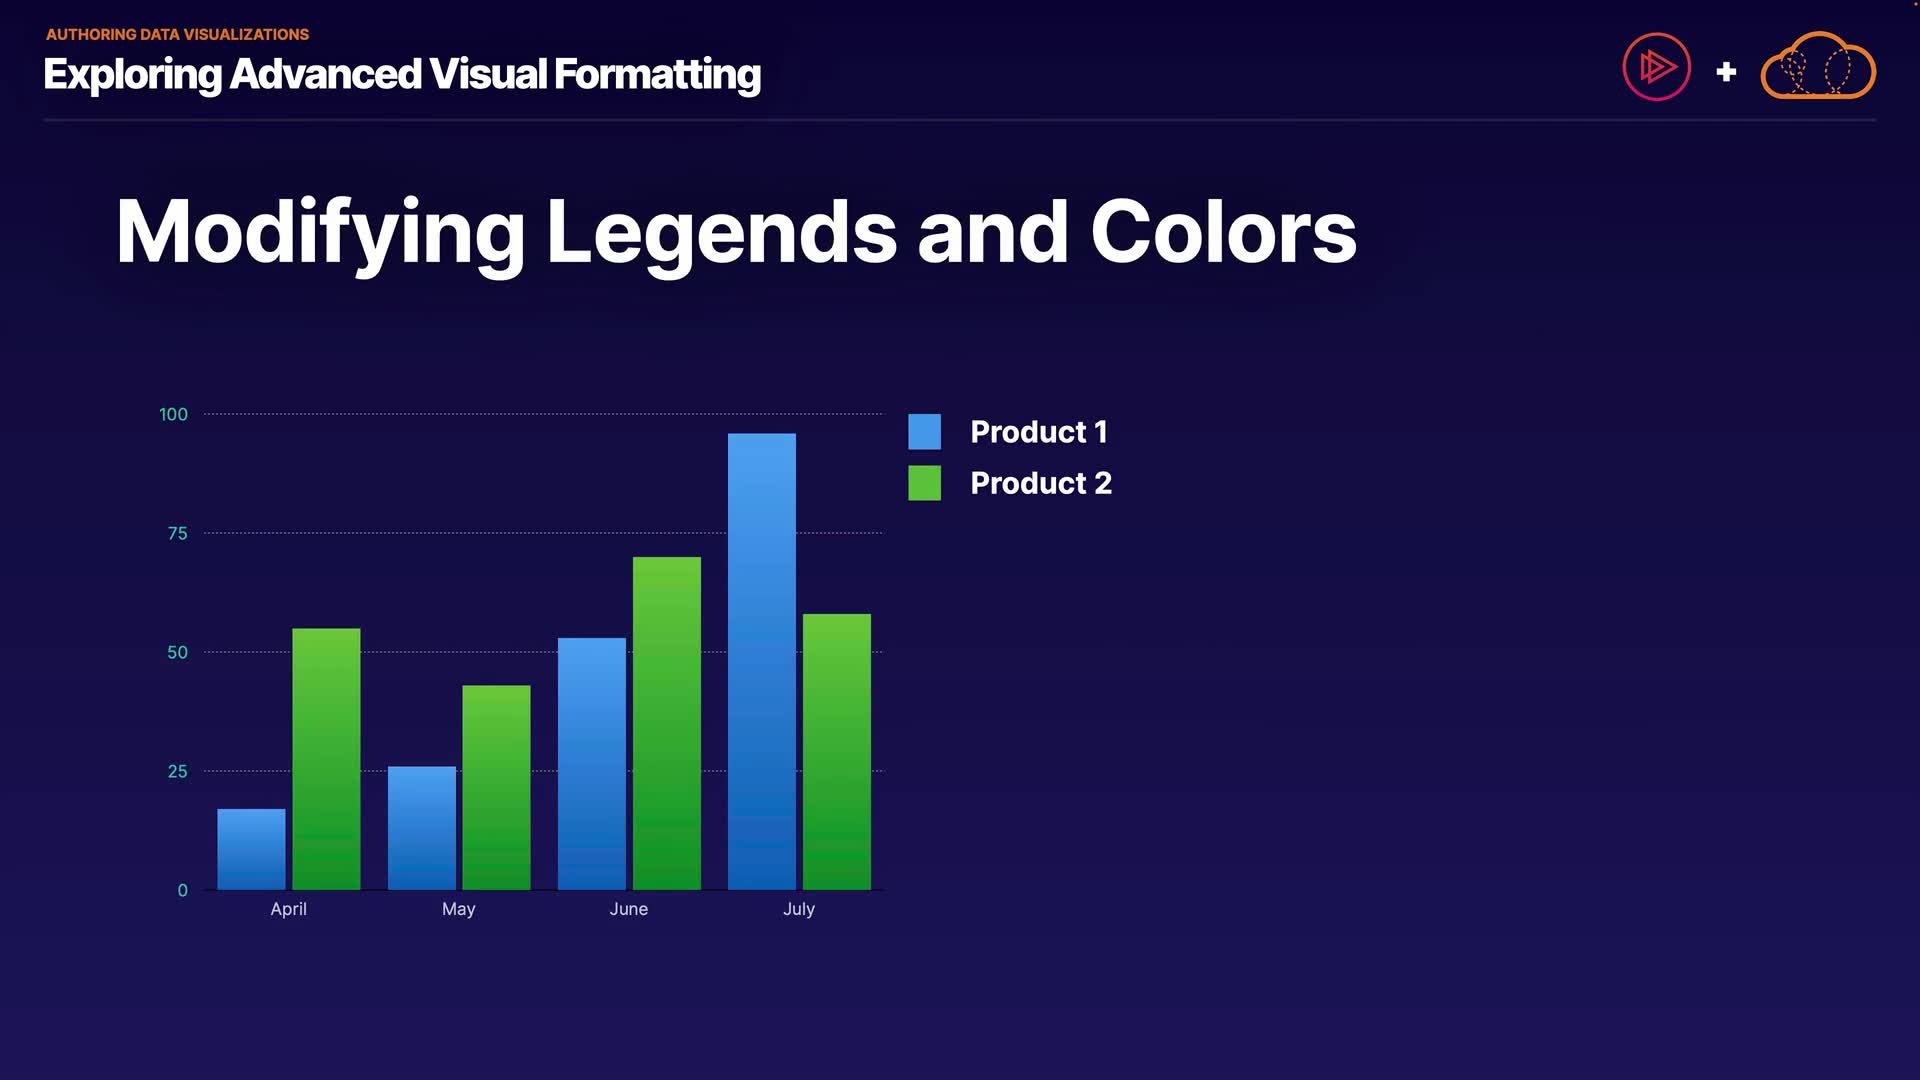 AUTHORING DATA VISUALIZATIONS
Exploring Advanced Visual Formatting
+
Modifying Legends and Colors
100
75
50
25
0
April
May
June
July
Product 1
Product 2